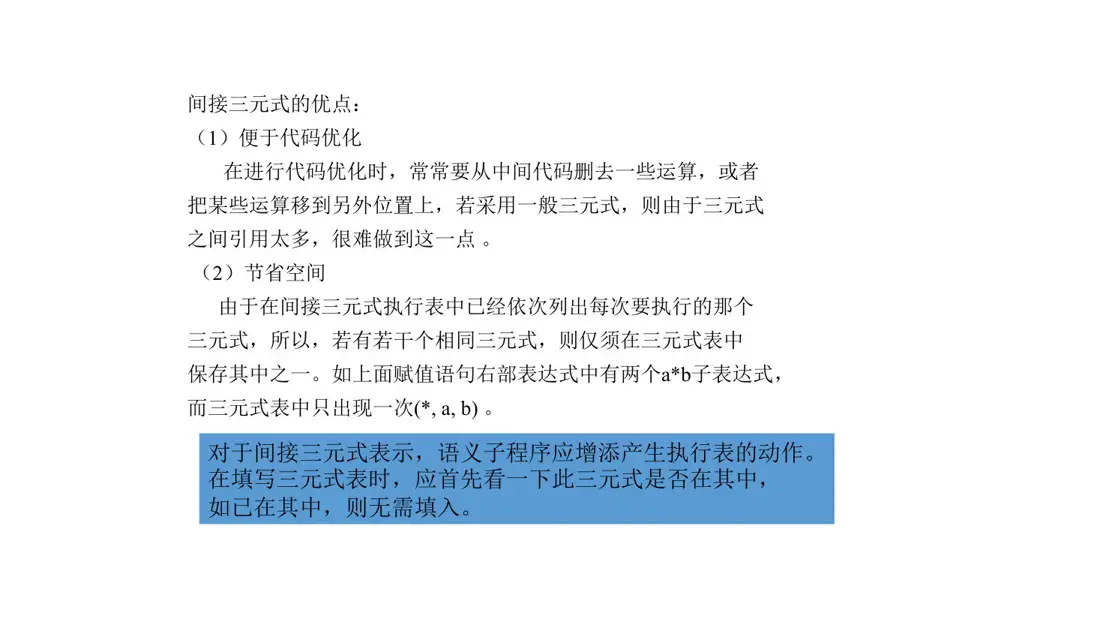 间接三元式的优点：
（1）便于代码优化
在进行代码优化时，常常要从中间代码删去一些运算，或者
把某些运算移到另外位置上，若采用一般三元式，则由于三元式
之间引用太多，很难做到这一点 。
（2）节省空间
由于在间接三元式执行表中已经依次列出每次要执行的那个
三元式，所以，若有若干个相同三元式，则仅须在三元式表中
保存其中之一。如上面赋值语句右部表达式中有两个a*b子表达式，
而三元式表中只出现一次(*, a, b) 。
对于间接三元式表示，语义子程序应增添产生执行表的动作。
在填写三元式表时，应首先看一下此三元式是否在其中，
如已在其中，则无需填入。